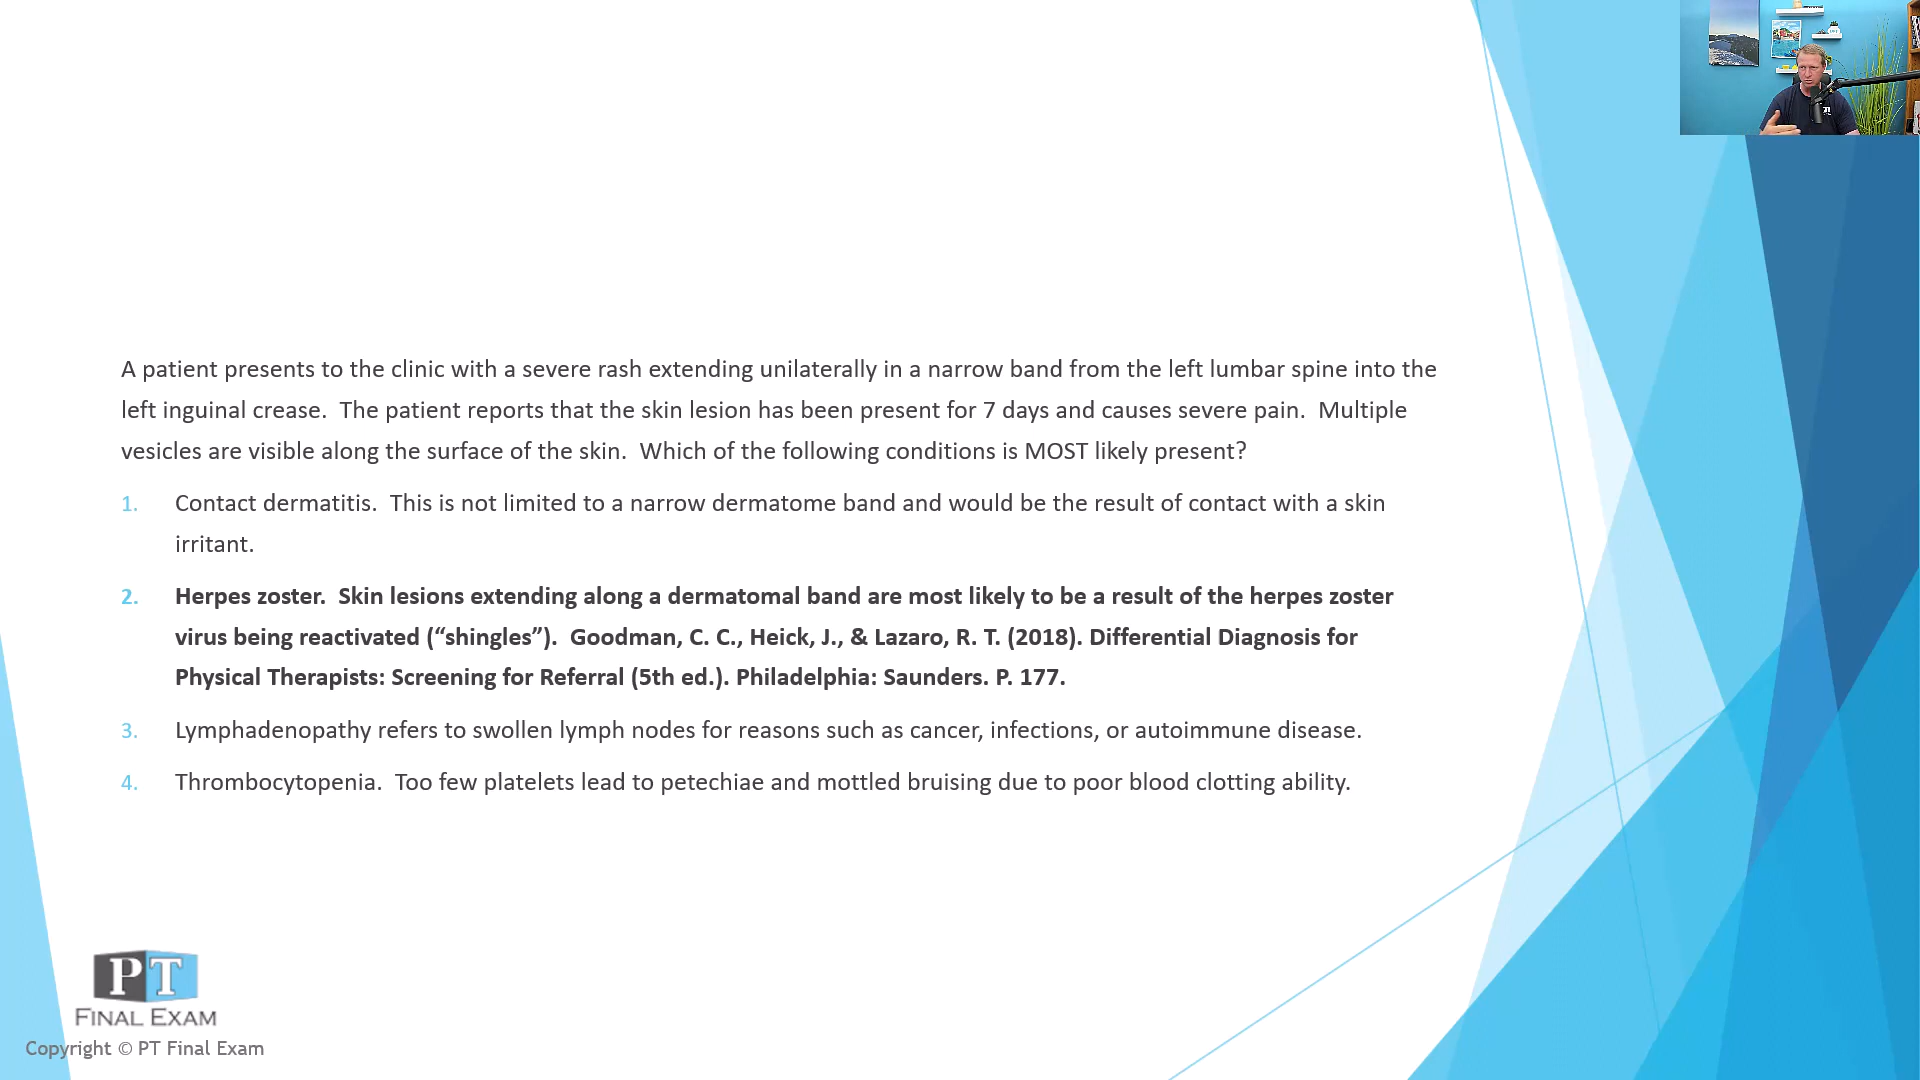 A patient presents to the clinic with a severe rash extending unilaterally in a narrow band from the left lumbar spine into the
left inguinal crease.  The patient reports that the skin lesion has been present for 7 days and causes severe pain.  Multiple
vesicles are visible along the surface of the skin.  Which of the following conditions is MOST likely present?
1. Contact dermatitis.  This is not limited to a narrow dermatome band and would be the result of contact with a skin
irritant.
2. Herpes zoster.  Skin lesions extending along a dermatomal band are most likely to be a result of the herpes zoster
virus being reactivated (“shingles”).  Goodman, C. C., Heick, J., & Lazaro, R. T. (2018). Differential Diagnosis for
Physical Therapists: Screening for Referral (5th ed.). Philadelphia: Saunders. P. 177.
3. Lymphadenopathy refers to swollen lymph nodes for reasons such as cancer, infections, or autoimmune disease.
4. Thrombocytopenia.  Too few platelets lead to petechiae and mottled bruising due to poor blood clotting ability.
PT
FINAL EXAM
Copyright © PT Final Exam